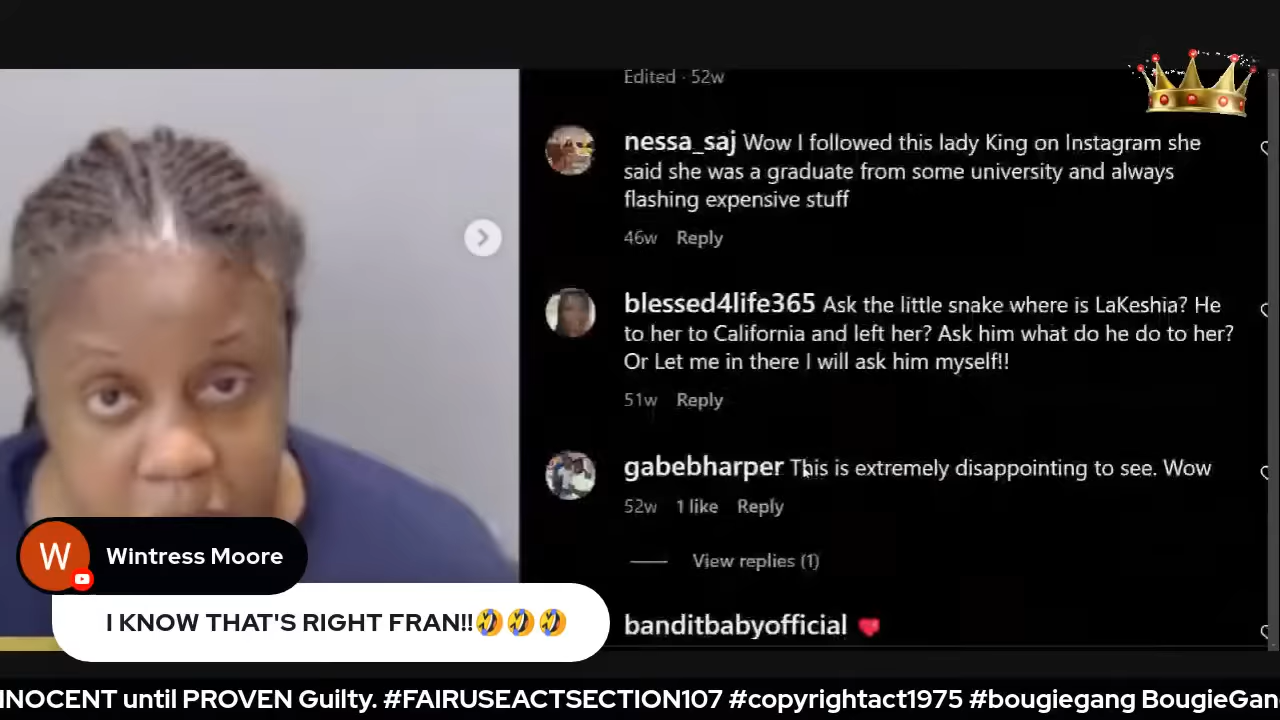 Edited · 52w
nessa_saj Wow I followed this lady King on Instagram she
said she was a graduate from some university and always
flashing expensive stuff
46w Reply
blessed4life365 Ask the little snake where is LaKeshia? He
to her to California and left her? Ask him what do he do to her?
Or Let me in there I will ask him myself!!
51w Reply
gabebharper This is extremely disappointing to see. Wow
52w 1 like Reply
View replies (1)
banditbabyofficial
W
Wintress Moore
I KNOW THAT'S RIGHT FRAN!!🤣🤣🤣
INOCENT until PROVEN Guilty. #FAIRUSEACTSECTION107 #copyrightact1975 #bougiegang BougieGan